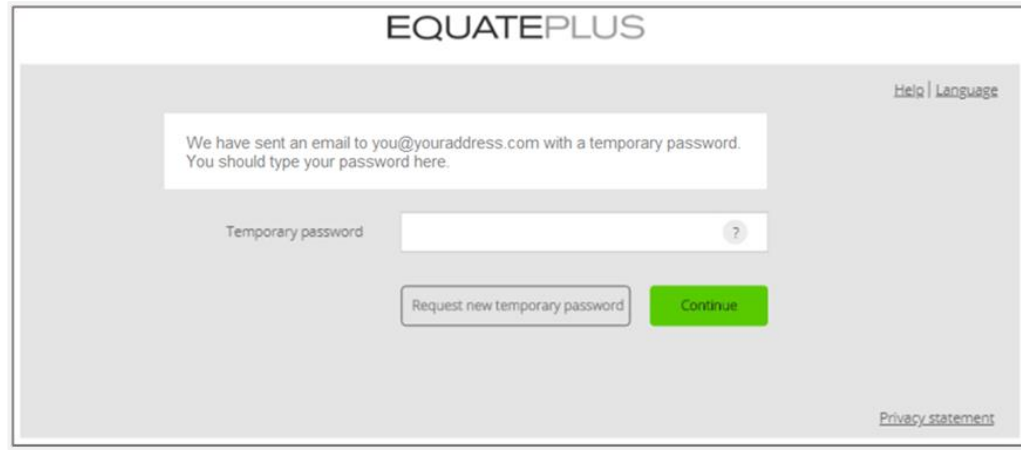 EQUATEPLUS
Help | Language
We have sent an email to you@youraddress.com with a temporary password.
You should type your password here.
Temporary password
?
Request new temporary password
Continue
Privacy statement